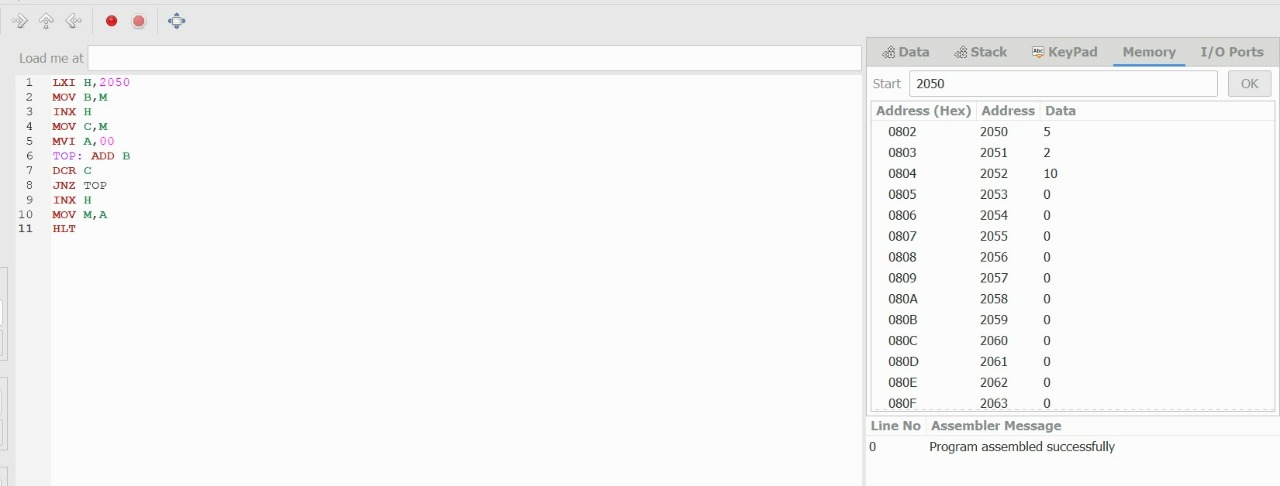 Load me at
1 LXI H,2050
2 MOV B,M
3 INX H
4 MOV C,M
5 MVI A,00
6 TOP: ADD B
7 DCR C
8 JNZ TOP
9 INX H
10 MOV M,A
11 HLT
Data Stack Abc KeyPad Memory I/O Ports
Start 2050 OK
Address (Hex) Address Data
0802 2050 5
0803 2051 2
0804 2052 10
0805 2053 0
0806 2054 0
0807 2055 0
0808 2056 0
0809 2057 0
080A 2058 0
080B 2059 0
080C 2060 0
080D 2061 0
080E 2062 0
080F 2063 0
Line No Assembler Message
0 Program assembled successfully